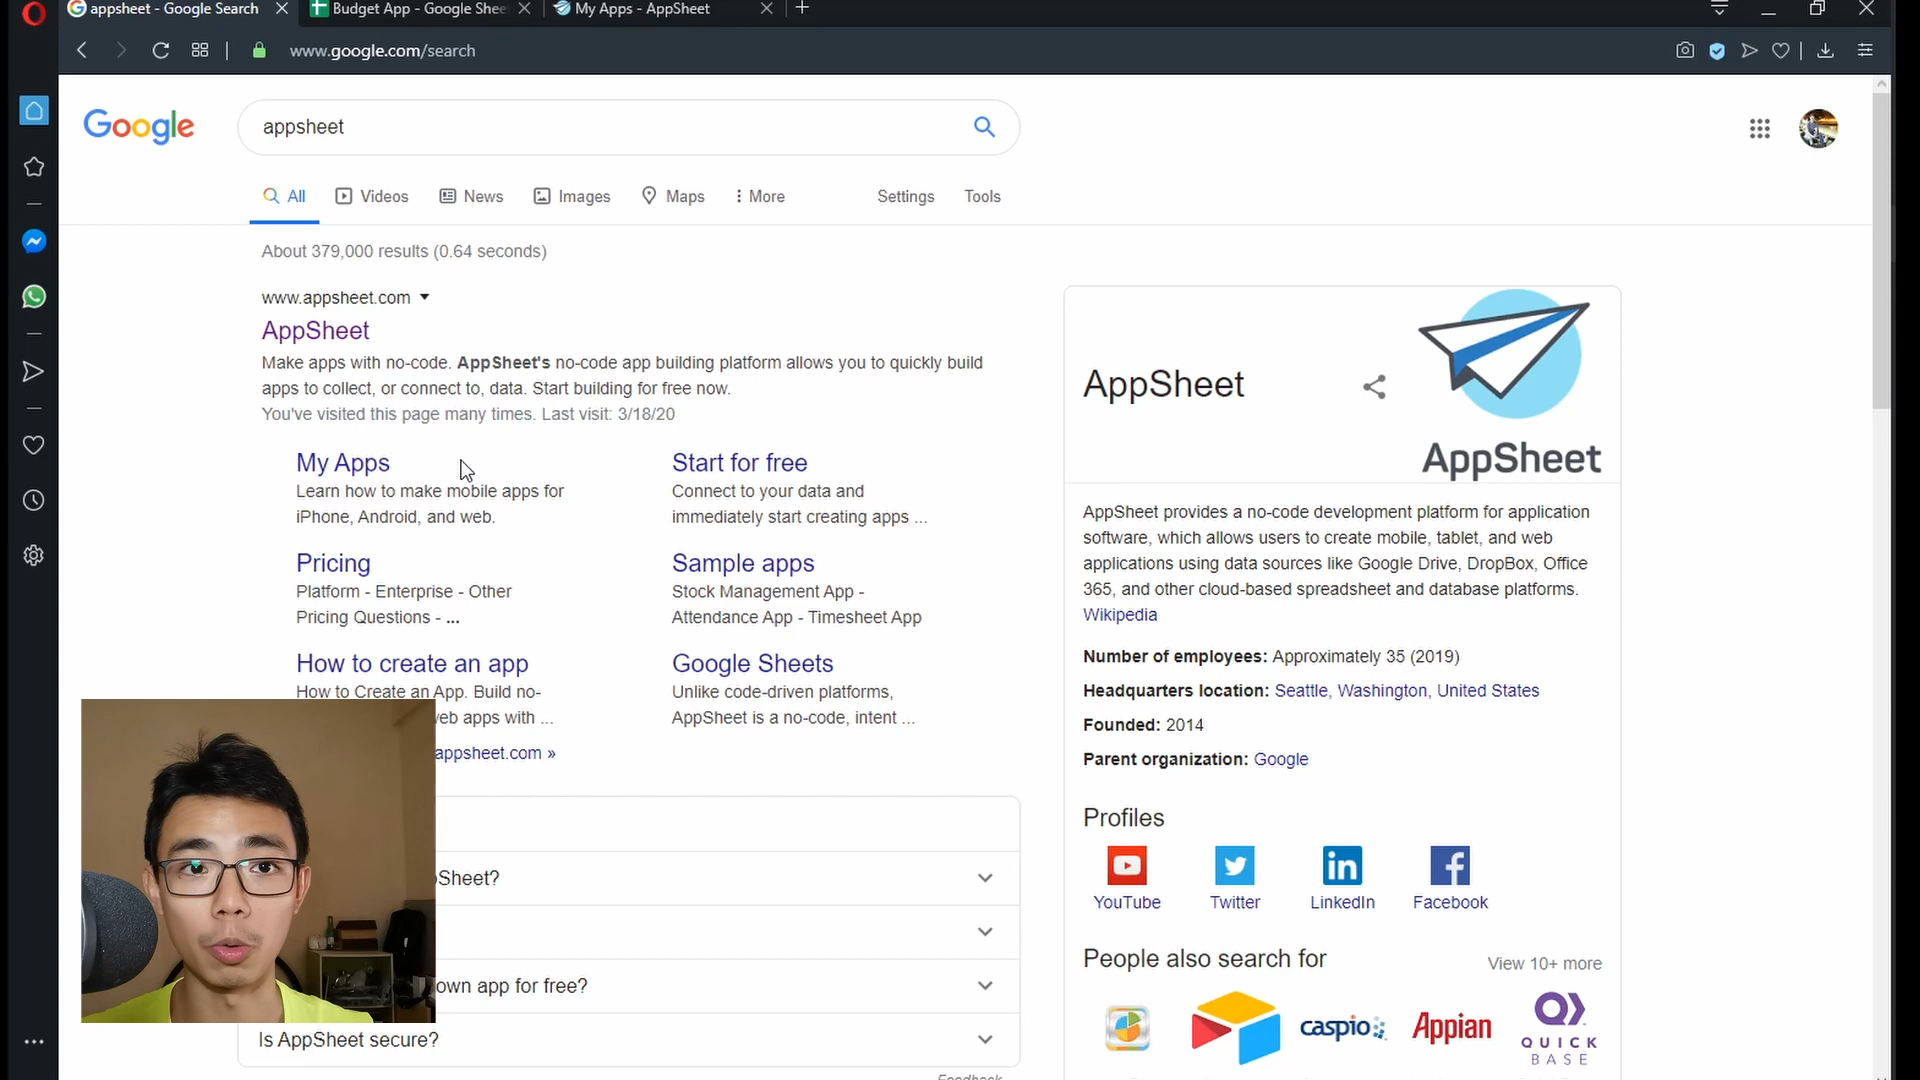 appsheet - Google Search
Budget App - Google Shee
My Apps - AppSheet
www.google.com/search
Google
appsheet
All
Videos
News
Images
Maps
More
Settings
Tools
About 379,000 results (0.64 seconds)
www.appsheet.com
AppSheet
Make apps with no-code. AppSheet's no-code app building platform allows you to quickly build
apps to collect, or connect to, data. Start building for free now.
You've visited this page many times. Last visit: 3/18/20
My Apps
Learn how to make mobile apps for
iPhone, Android, and web.
Start for free
Connect to your data and
immediately start creating apps ...
Pricing
Platform - Enterprise - Other
Pricing Questions - ...
Sample apps
Stock Management App -
Attendance App - Timesheet App
How to create an app
How to Create an App. Build no-
eb apps with ...
Google Sheets
Unlike code-driven platforms,
AppSheet is a no-code, intent ...
appsheet.com »
Sheet?
own app for free?
Is AppSheet secure?
AppSheet
AppSheet
AppSheet provides a no-code development platform for application
software, which allows users to create mobile, tablet, and web
applications using data sources like Google Drive, DropBox, Office
365, and other cloud-based spreadsheet and database platforms.
Wikipedia
Number of employees: Approximately 35 (2019)
Headquarters location: Seattle, Washington, United States
Founded: 2014
Parent organization: Google
Profiles
YouTube
Twitter
LinkedIn
Facebook
People also search for
View 10+ more
caspio
Appian
QUICK
BASE